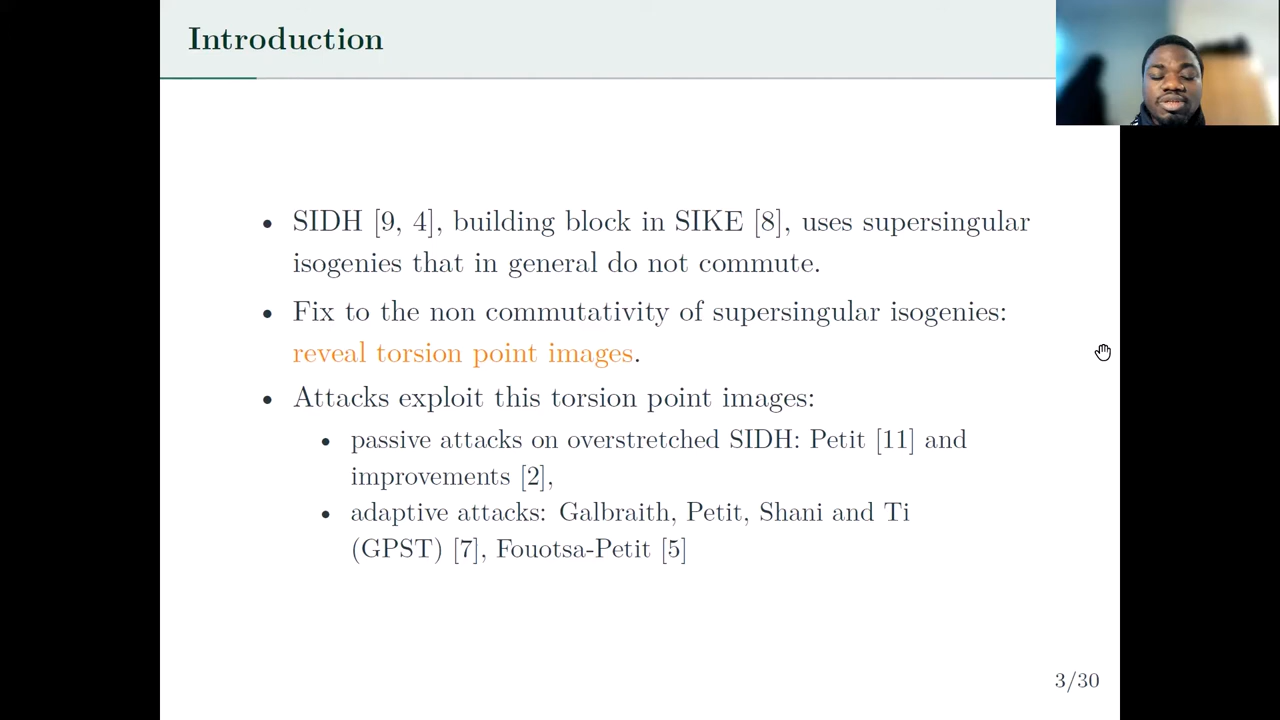 Introduction
• SIDH [9, 4], building block in SIKE [8], uses supersingular
isogenies that in general do not commute.
• Fix to the non commutativity of supersingular isogenies:
reveal torsion point images.
• Attacks exploit this torsion point images:
• passive attacks on overstretched SIDH: Petit [11] and
improvements [2],
• adaptive attacks: Galbraith, Petit, Shani and Ti
(GPST) [7], Fouotsa-Petit [5]
3/30